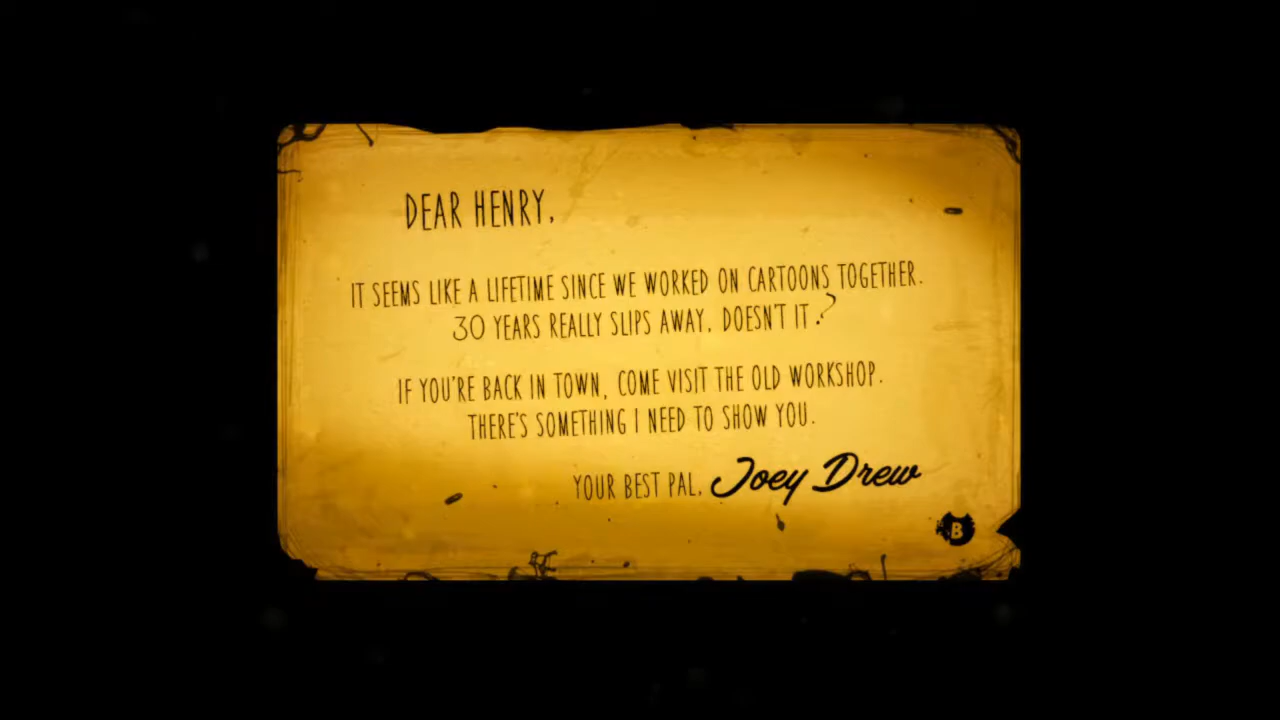 DEAR HENRY,
IT SEEMS LIKE A LIFETIME SINCE WE WORKED ON CARTOONS TOGETHER.
30 YEARS REALLY SLIPS AWAY, DOESN'T IT?
IF YOU'RE BACK IN TOWN, COME VISIT THE OLD WORKSHOP.
THERE'S SOMETHING I NEED TO SHOW YOU.
YOUR BEST PAL, Joey Drew
B